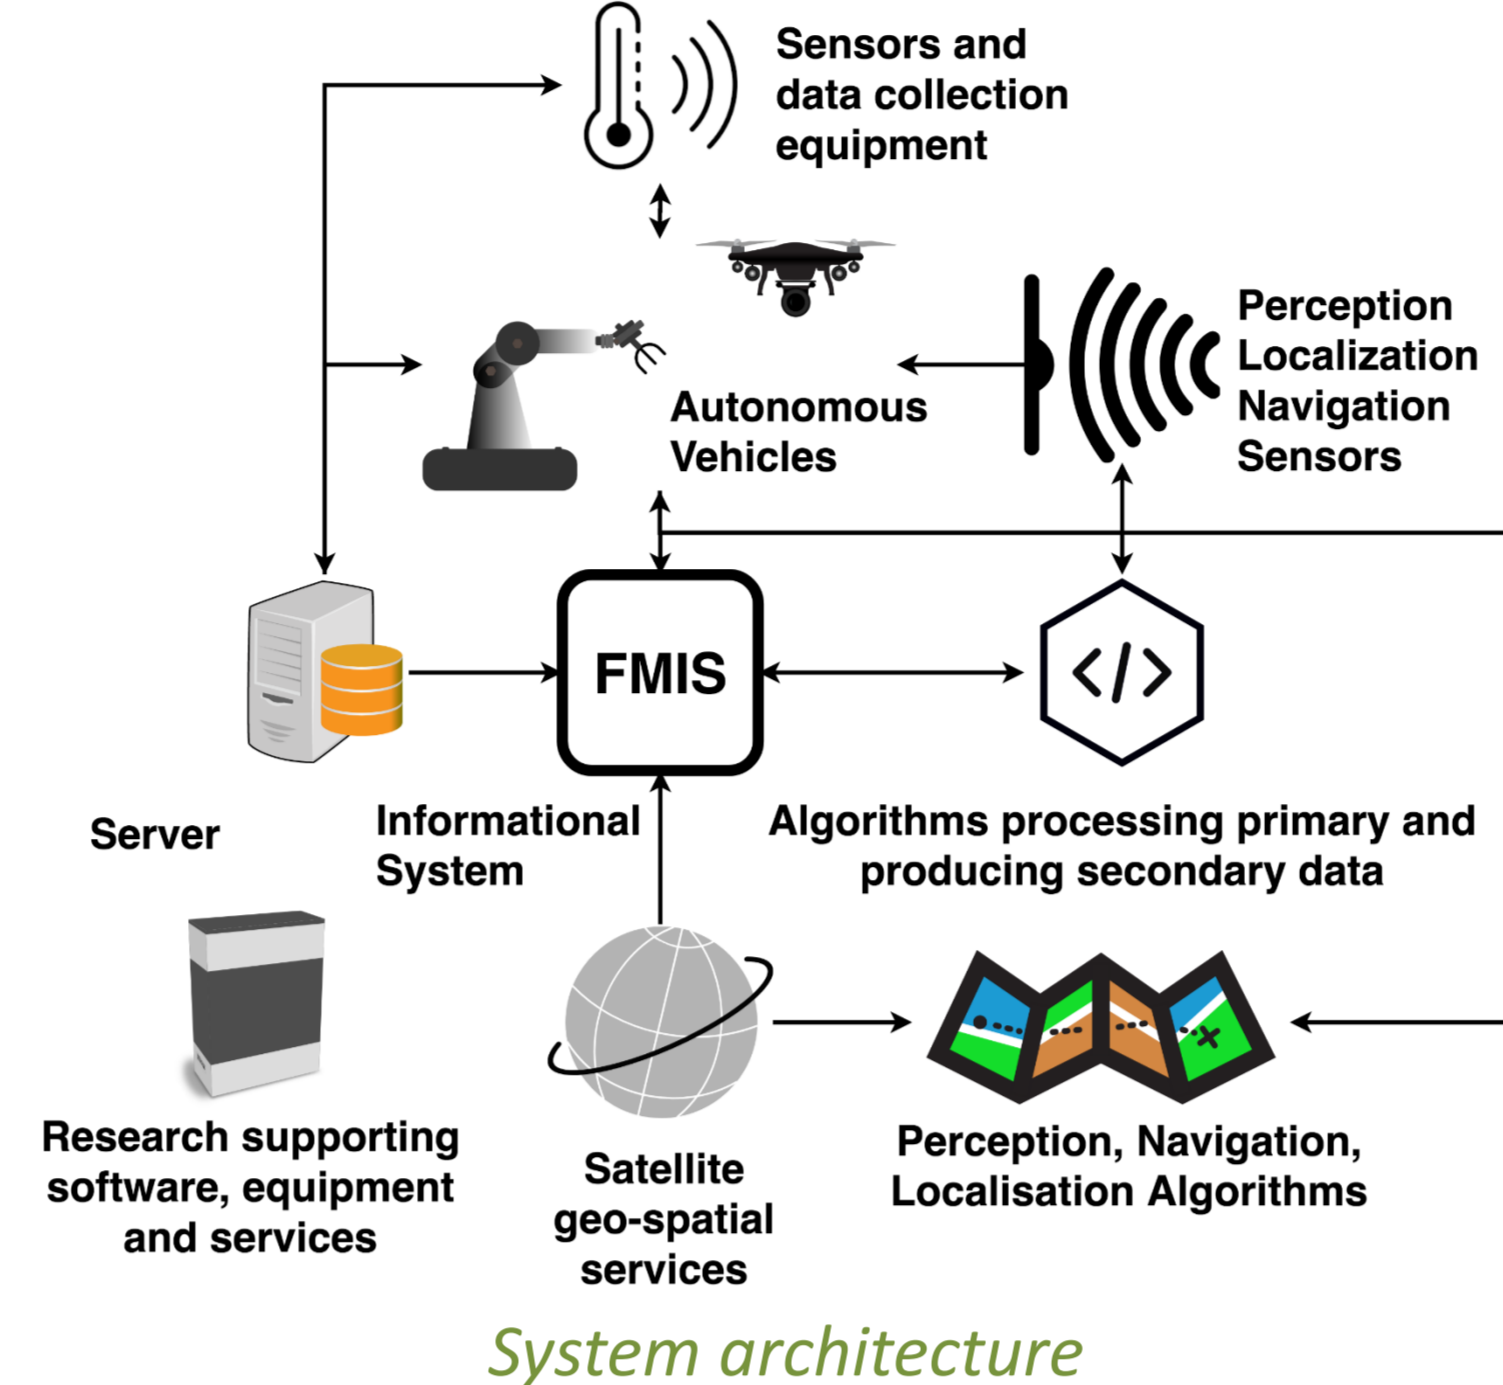 Sensors and
data collection
equipment
Perception
Localization
Navigation
Sensors
Autonomous
Vehicles
FMIS
</>
Server
Informational
System
Algorithms processing primary and
producing secondary data
Research supporting
software, equipment
and services
Satellite
geo-spatial
services
Perception, Navigation,
Localisation Algorithms
System architecture